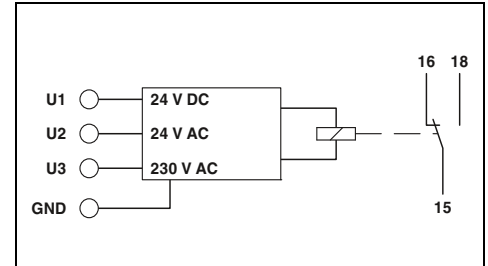 16 18
U1 24 V DC
U2 24 V AC
U3 230 V AC
GND
15